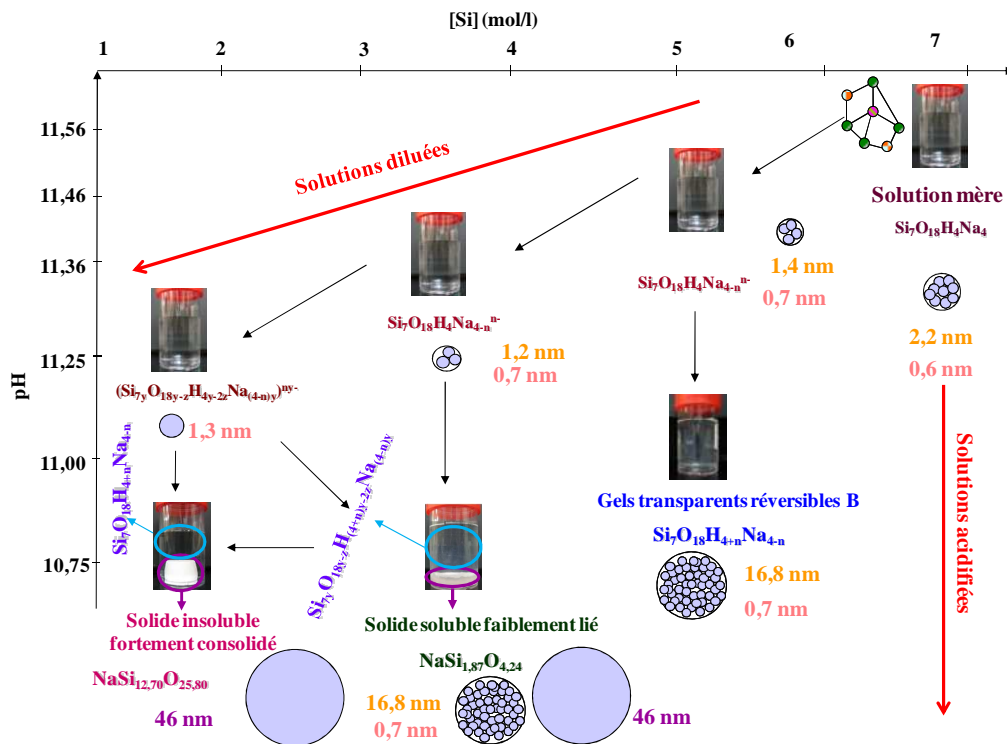 [Si] (mol/l)
1 2 3 4 5 6 7
pH
11,56
11,46
11,36
11,25
11,00
10,75
Solutions diluées
Solution mère
Si₇O₁₈H₄Na₄
2,2 nm
0,6 nm
1,4 nm
0,7 nm
Si₇O₁₈H₄Na₄₋ₙⁿ⁻
Si₇O₁₈H₄Na₄₋ₙⁿ⁻
1,2 nm
0,7 nm
(Si₇yO₁₈y₋zH₄y₋₂zNa₍₄₋ₙ₎y)ⁿʸ⁻
1,3 nm
Si₇O₁₈H₄₊ₙNa₄₋ₙ
Si₇yO₁₈y₋zH₍₄₊ₙ₎y₋₂zNa₍₄₋ₙ₎y
Gels transparents réversibles B
Si₇O₁₈H₄₊ₙNa₄₋ₙ
16,8 nm
0,7 nm
Solutions acidifiées
Solide insoluble
fortement consolidé
NaSi₁₂,₇₀O₂₅,₈₀
46 nm
Solide soluble faiblement lié
NaSi₁,₈₇O₄,₂₄
16,8 nm
0,7 nm
46 nm